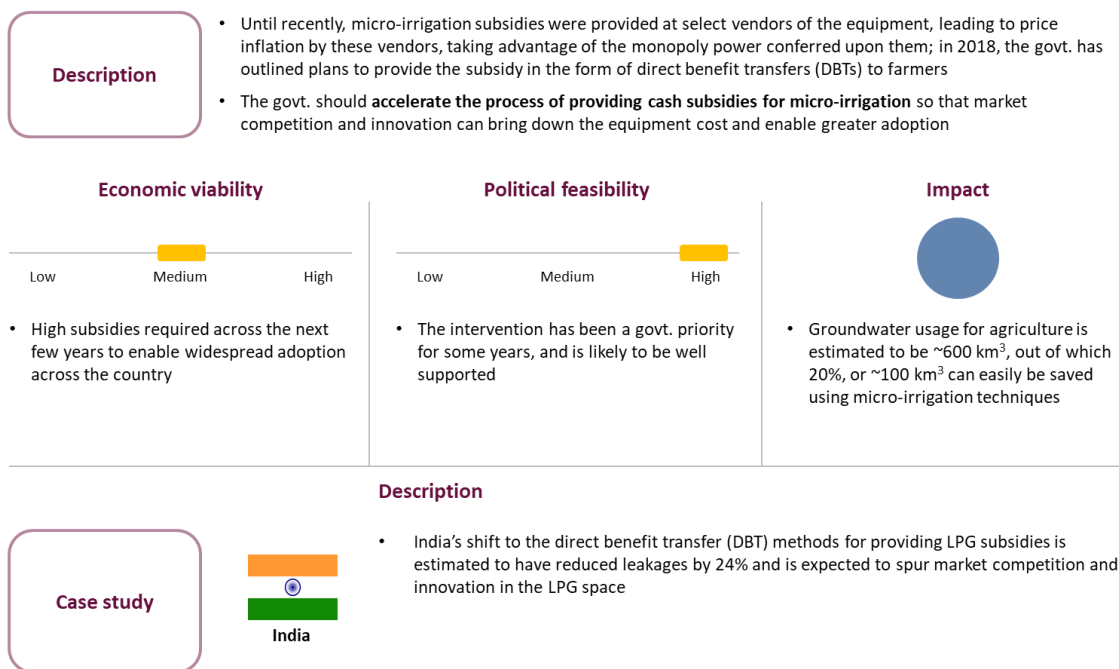 Description
• Until recently, micro-irrigation subsidies were provided at select vendors of the equipment, leading to price
inflation by these vendors, taking advantage of the monopoly power conferred upon them; in 2018, the govt. has
outlined plans to provide the subsidy in the form of direct benefit transfers (DBTs) to farmers
• The govt. should accelerate the process of providing cash subsidies for micro-irrigation so that market
competition and innovation can bring down the equipment cost and enable greater adoption
Economic viability
Low Medium High
• High subsidies required across the next
few years to enable widespread adoption
across the country
Political feasibility
Low Medium High
• The intervention has been a govt. priority
for some years, and is likely to be well
supported
Impact
• Groundwater usage for agriculture is
estimated to be ~600 km³, out of which
20%, or ~100 km³ can easily be saved
using micro-irrigation techniques
Case study
India
Description
• India’s shift to the direct benefit transfer (DBT) methods for providing LPG subsidies is
estimated to have reduced leakages by 24% and is expected to spur market competition and
innovation in the LPG space